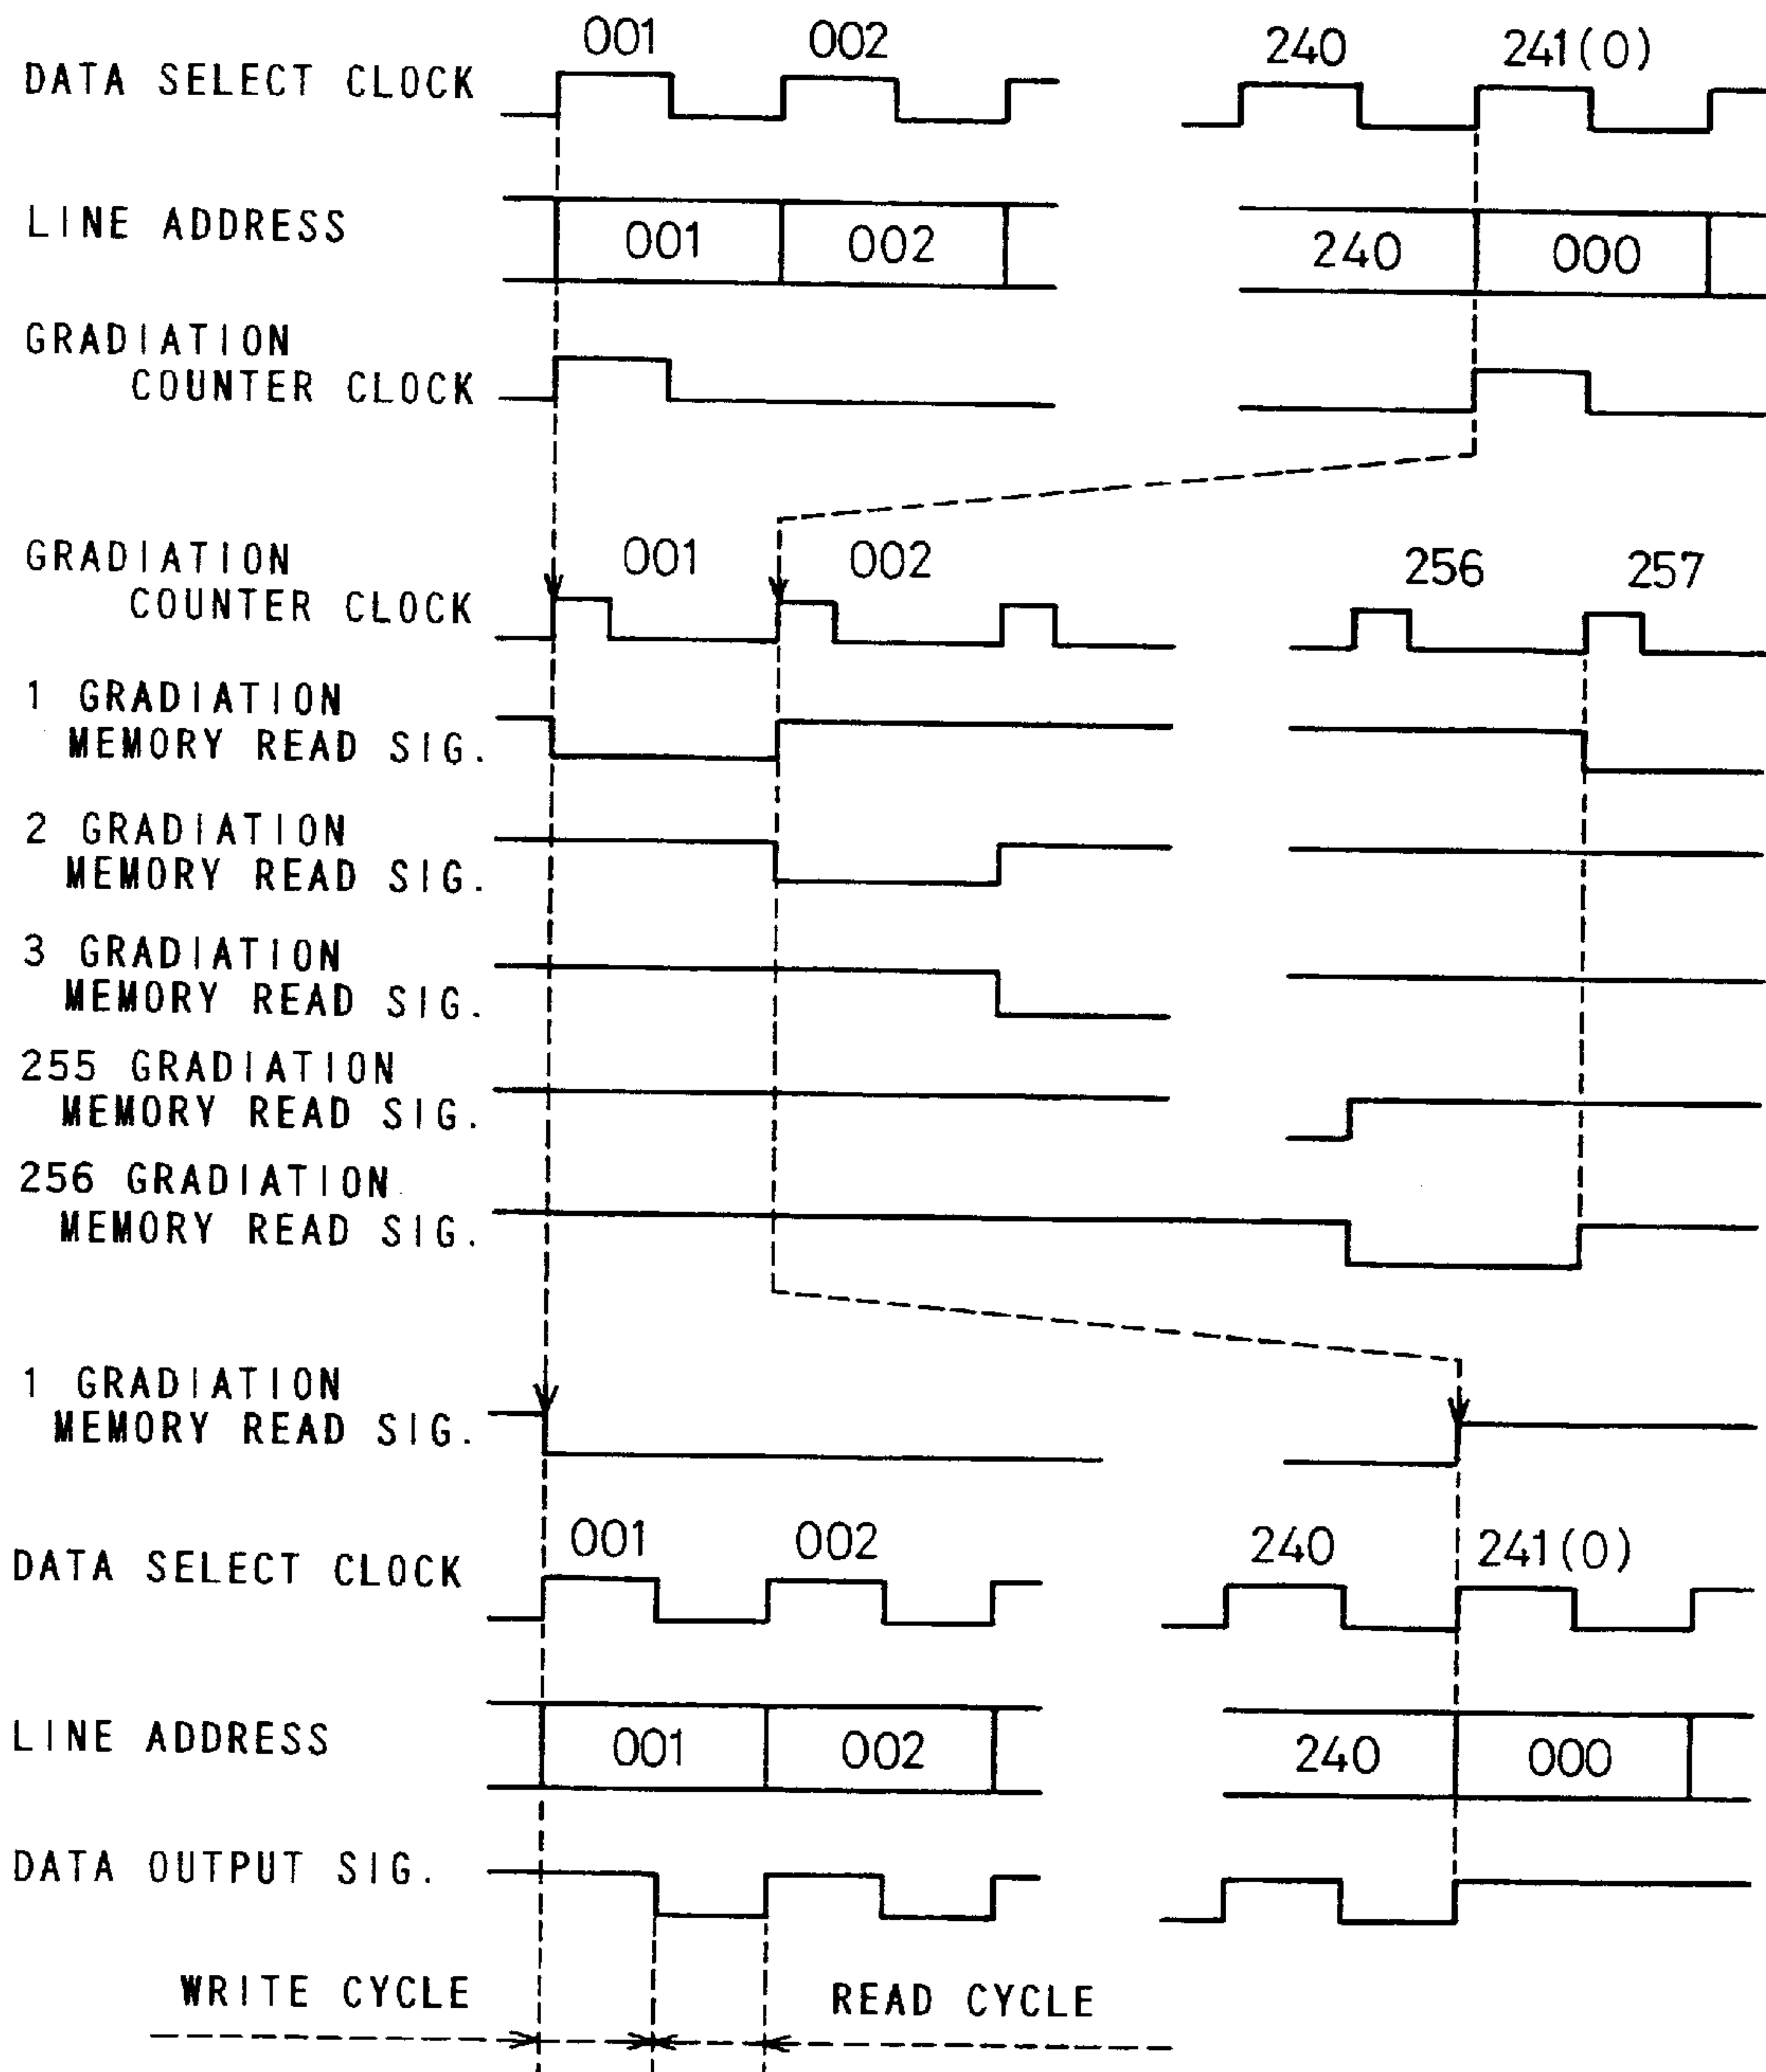 001 002 240 241(0)
DATA SELECT CLOCK
LINE ADDRESS
001 002 240 000
GRADIATION
COUNTER CLOCK
GRADIATION 001 002 256 257
COUNTER CLOCK
1 GRADIATION
MEMORY READ SIG.
2 GRADIATION
MEMORY READ SIG.
3 GRADIATION
MEMORY READ SIG.
255 GRADIATION
MEMORY READ SIG.
256 GRADIATION
MEMORY READ SIG.
1 GRADIATION
MEMORY READ SIG.
001 002 240 241(0)
DATA SELECT CLOCK
LINE ADDRESS 001 002 240 000
DATA OUTPUT SIG.
WRITE CYCLE READ CYCLE